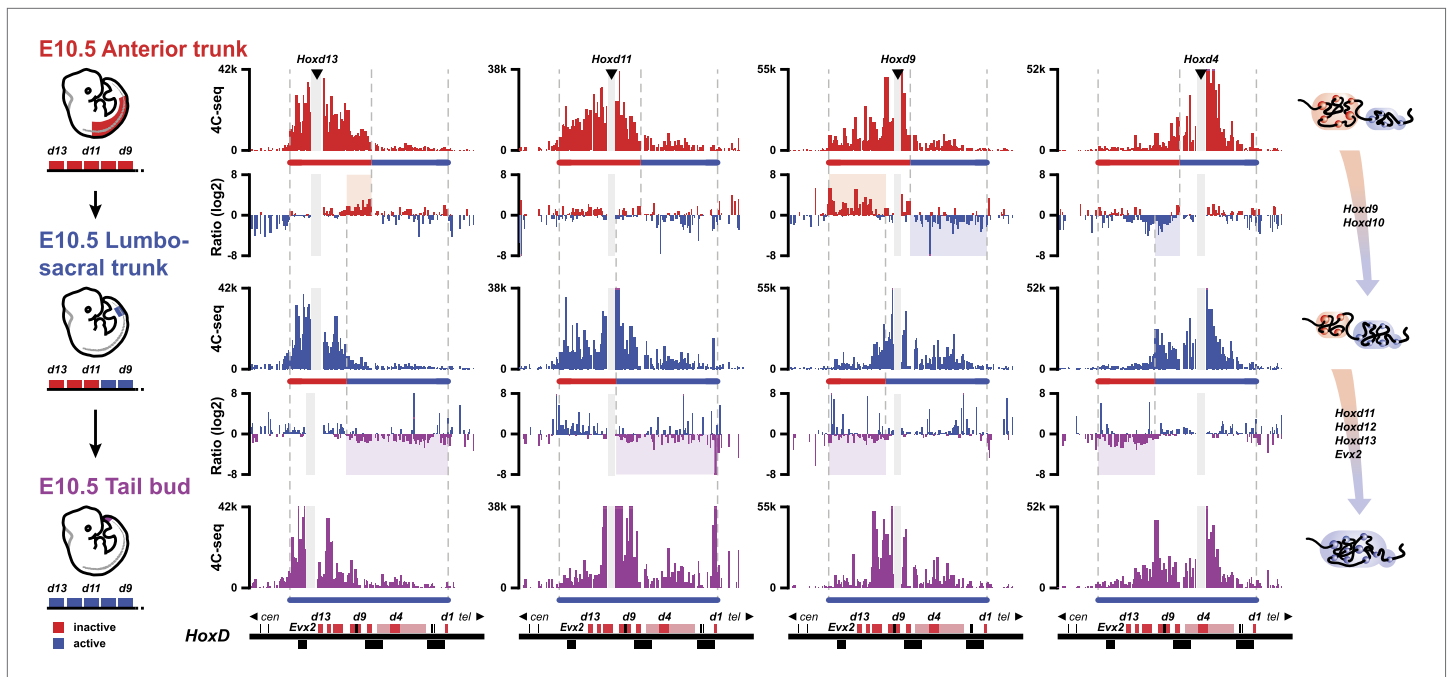 E10.5 Anterior trunk
d13 d11 d9
E10.5 Lumbo-
sacral trunk
d13 d11 d9
E10.5 Tail bud
d13 d11 d9
inactive
active
Hoxd13
42k
4C-seq
0
8
Ratio (log2)
0
-8
42k
4C-seq
0
8
Ratio (log2)
0
-8
42k
4C-seq
0
Hoxd11
38k
0
8
0
-8
38k
0
8
0
-8
38k
0
Hoxd9
55k
0
8
0
-8
55k
0
8
0
-8
55k
0
Hoxd4
52k
0
8
0
-8
52k
0
8
0
-8
52k
0
Hoxd9
Hoxd10
Hoxd11
Hoxd12
Hoxd13
Evx2
HoxD
cen d13 d9 d4 d1 tel
Evx2
cen d13 d9 d4 d1 tel
Evx2
cen d13 d9 d4 d1 tel
Evx2
cen d13 d9 d4 d1 tel
Evx2